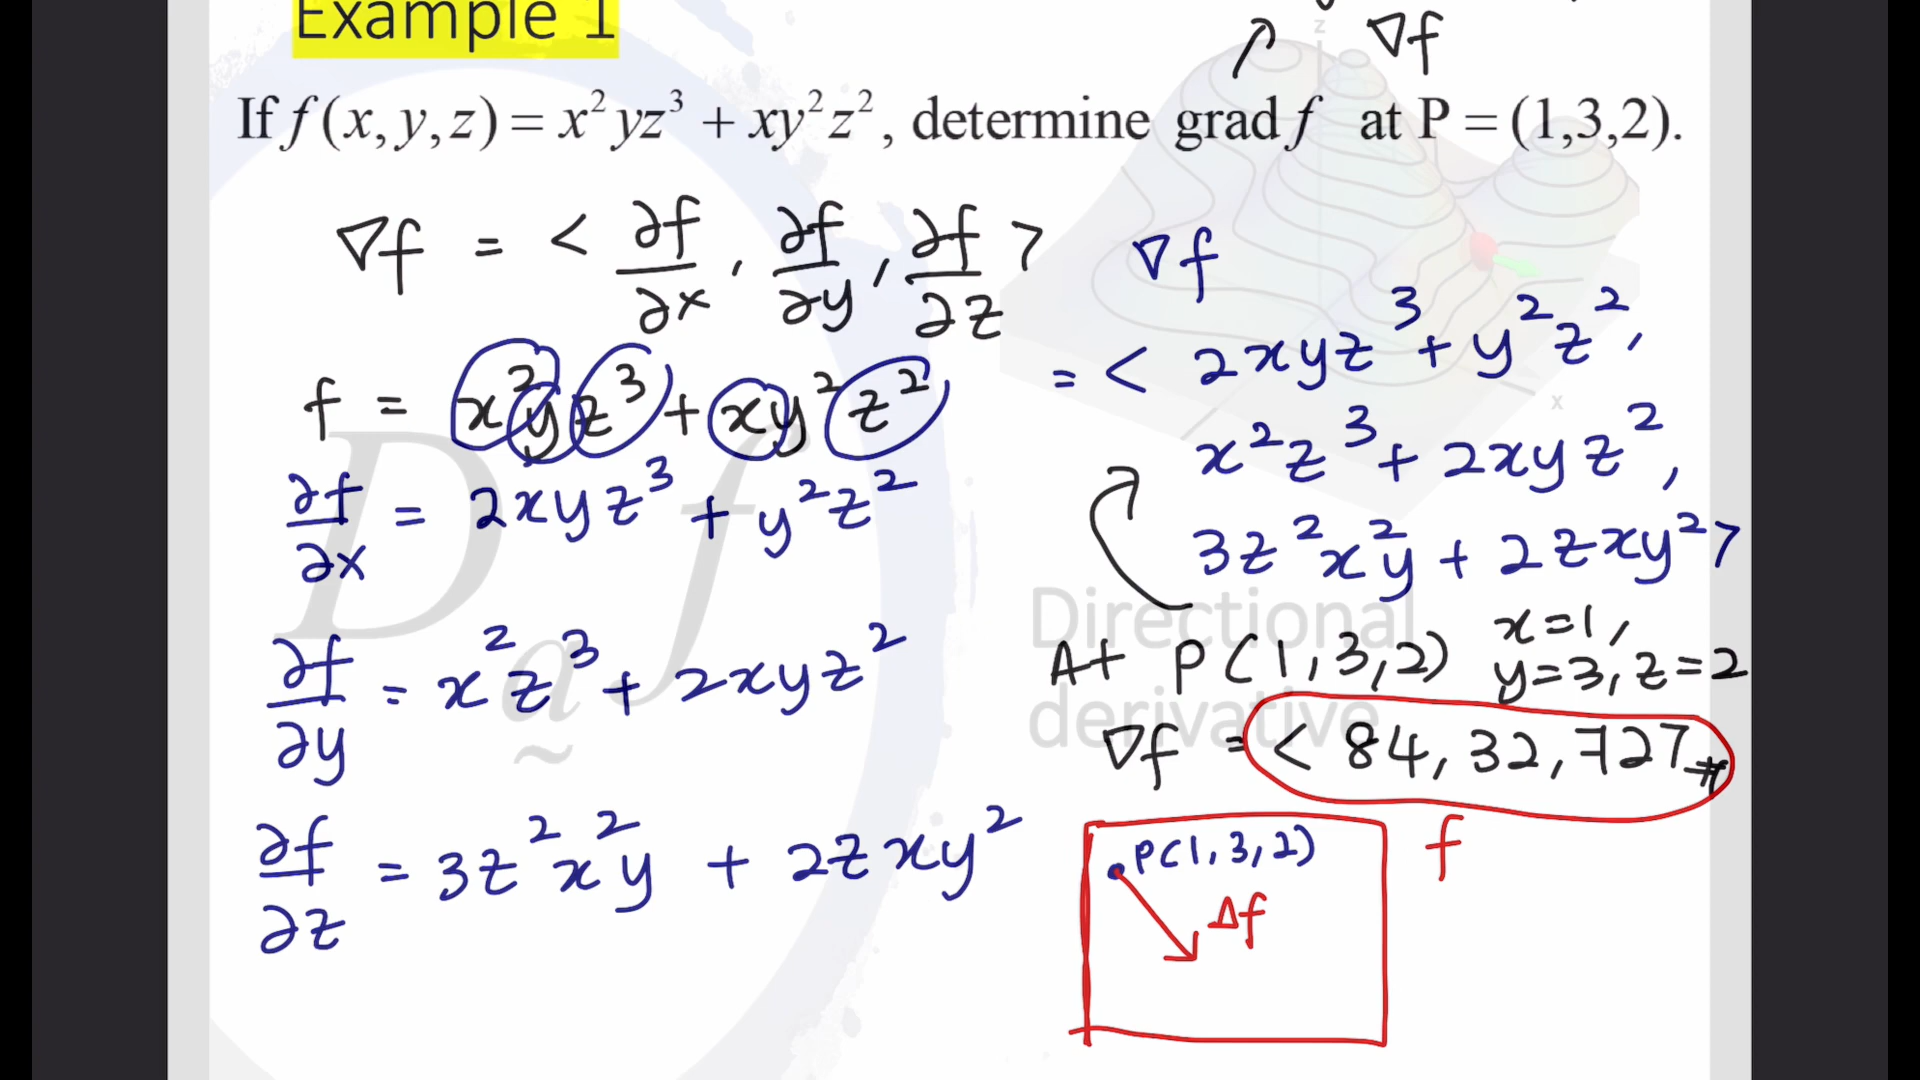 Example 1
∇f
If f(x, y, z) = x²yz³ + xy²z², determine grad f at P = (1,3,2).
∇f = < ∂f/∂x, ∂f/∂y, ∂f/∂z >
f = x²yz³ + xy²z²
∂f/∂x = 2xyz³ + y²z²
∂f/∂y = x²z³ + 2xyz²
∂f/∂z = 3z²x²y + 2zxy²
∇f
= < 2xyz³ + y²z²,
x²z³ + 2xyz²,
3z²x²y + 2zxy² >
At P(1,3,2) x=1, y=3, z=2
∇f = < 84, 32, 72 > #
P(1,3,2)
Δf
f
z
x
D a f
~
Directional
derivative